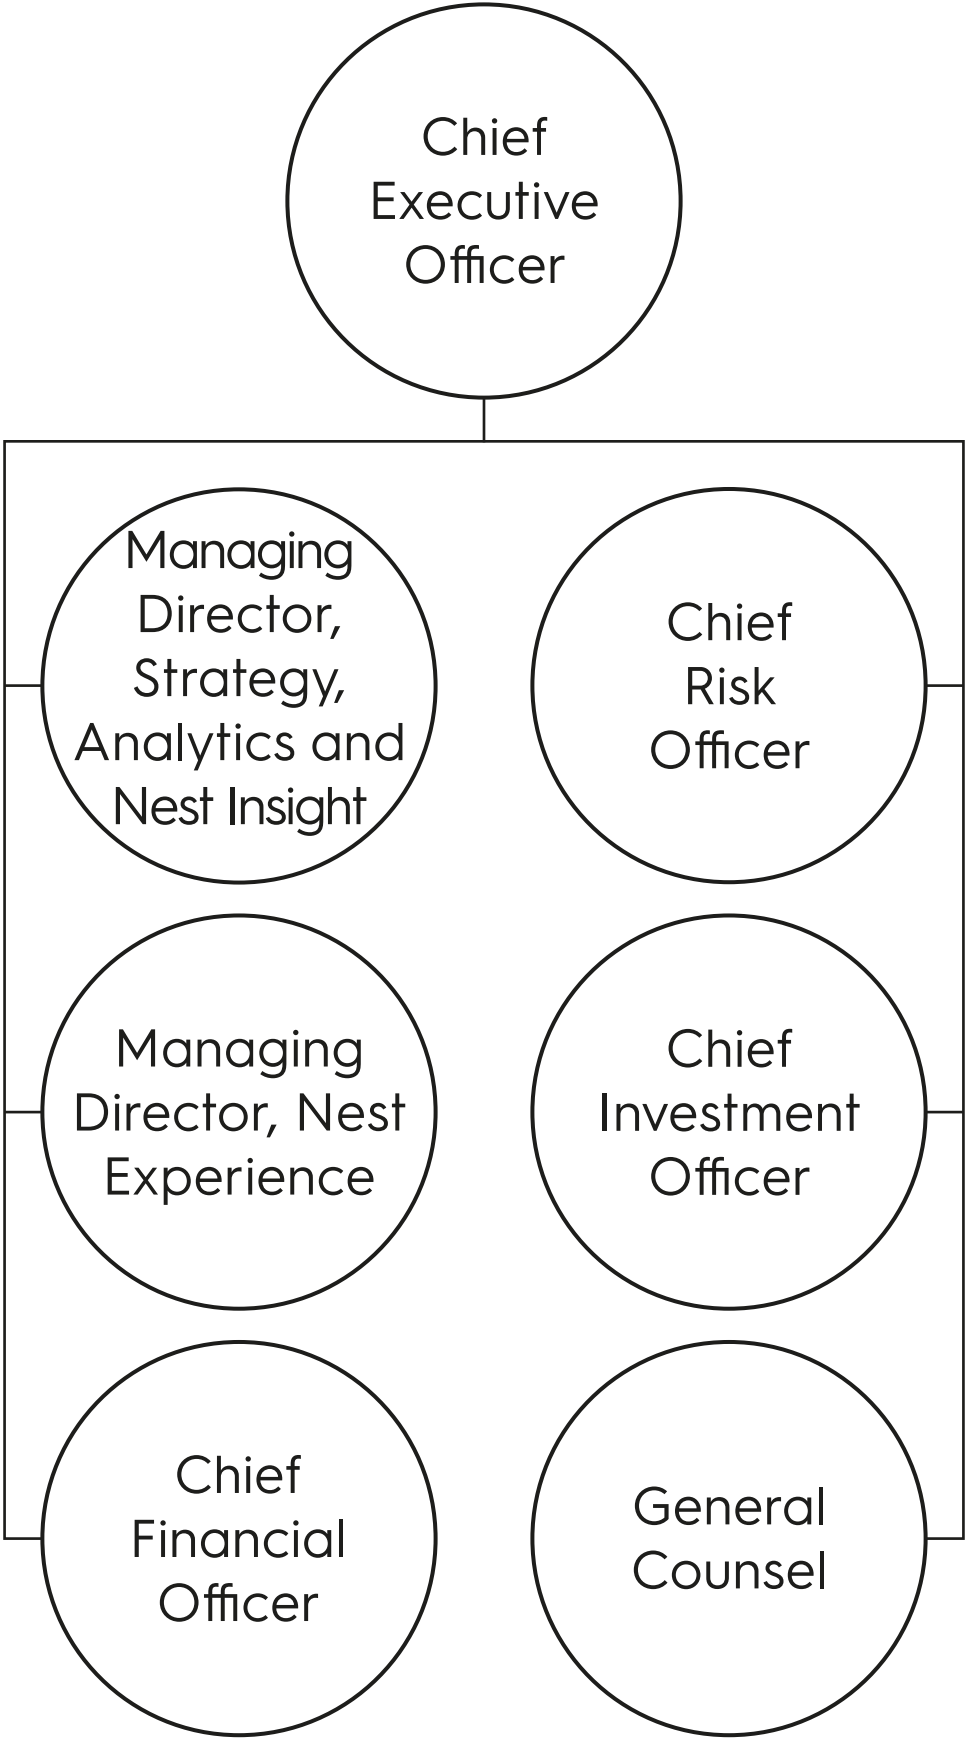 Chief
Executive
Officer
Managing
Director,
Strategy,
Analytics and
Nest Insight
Chief
Risk
Officer
Managing
Director, Nest
Experience
Chief
Investment
Officer
Chief
Financial
Officer
General
Counsel